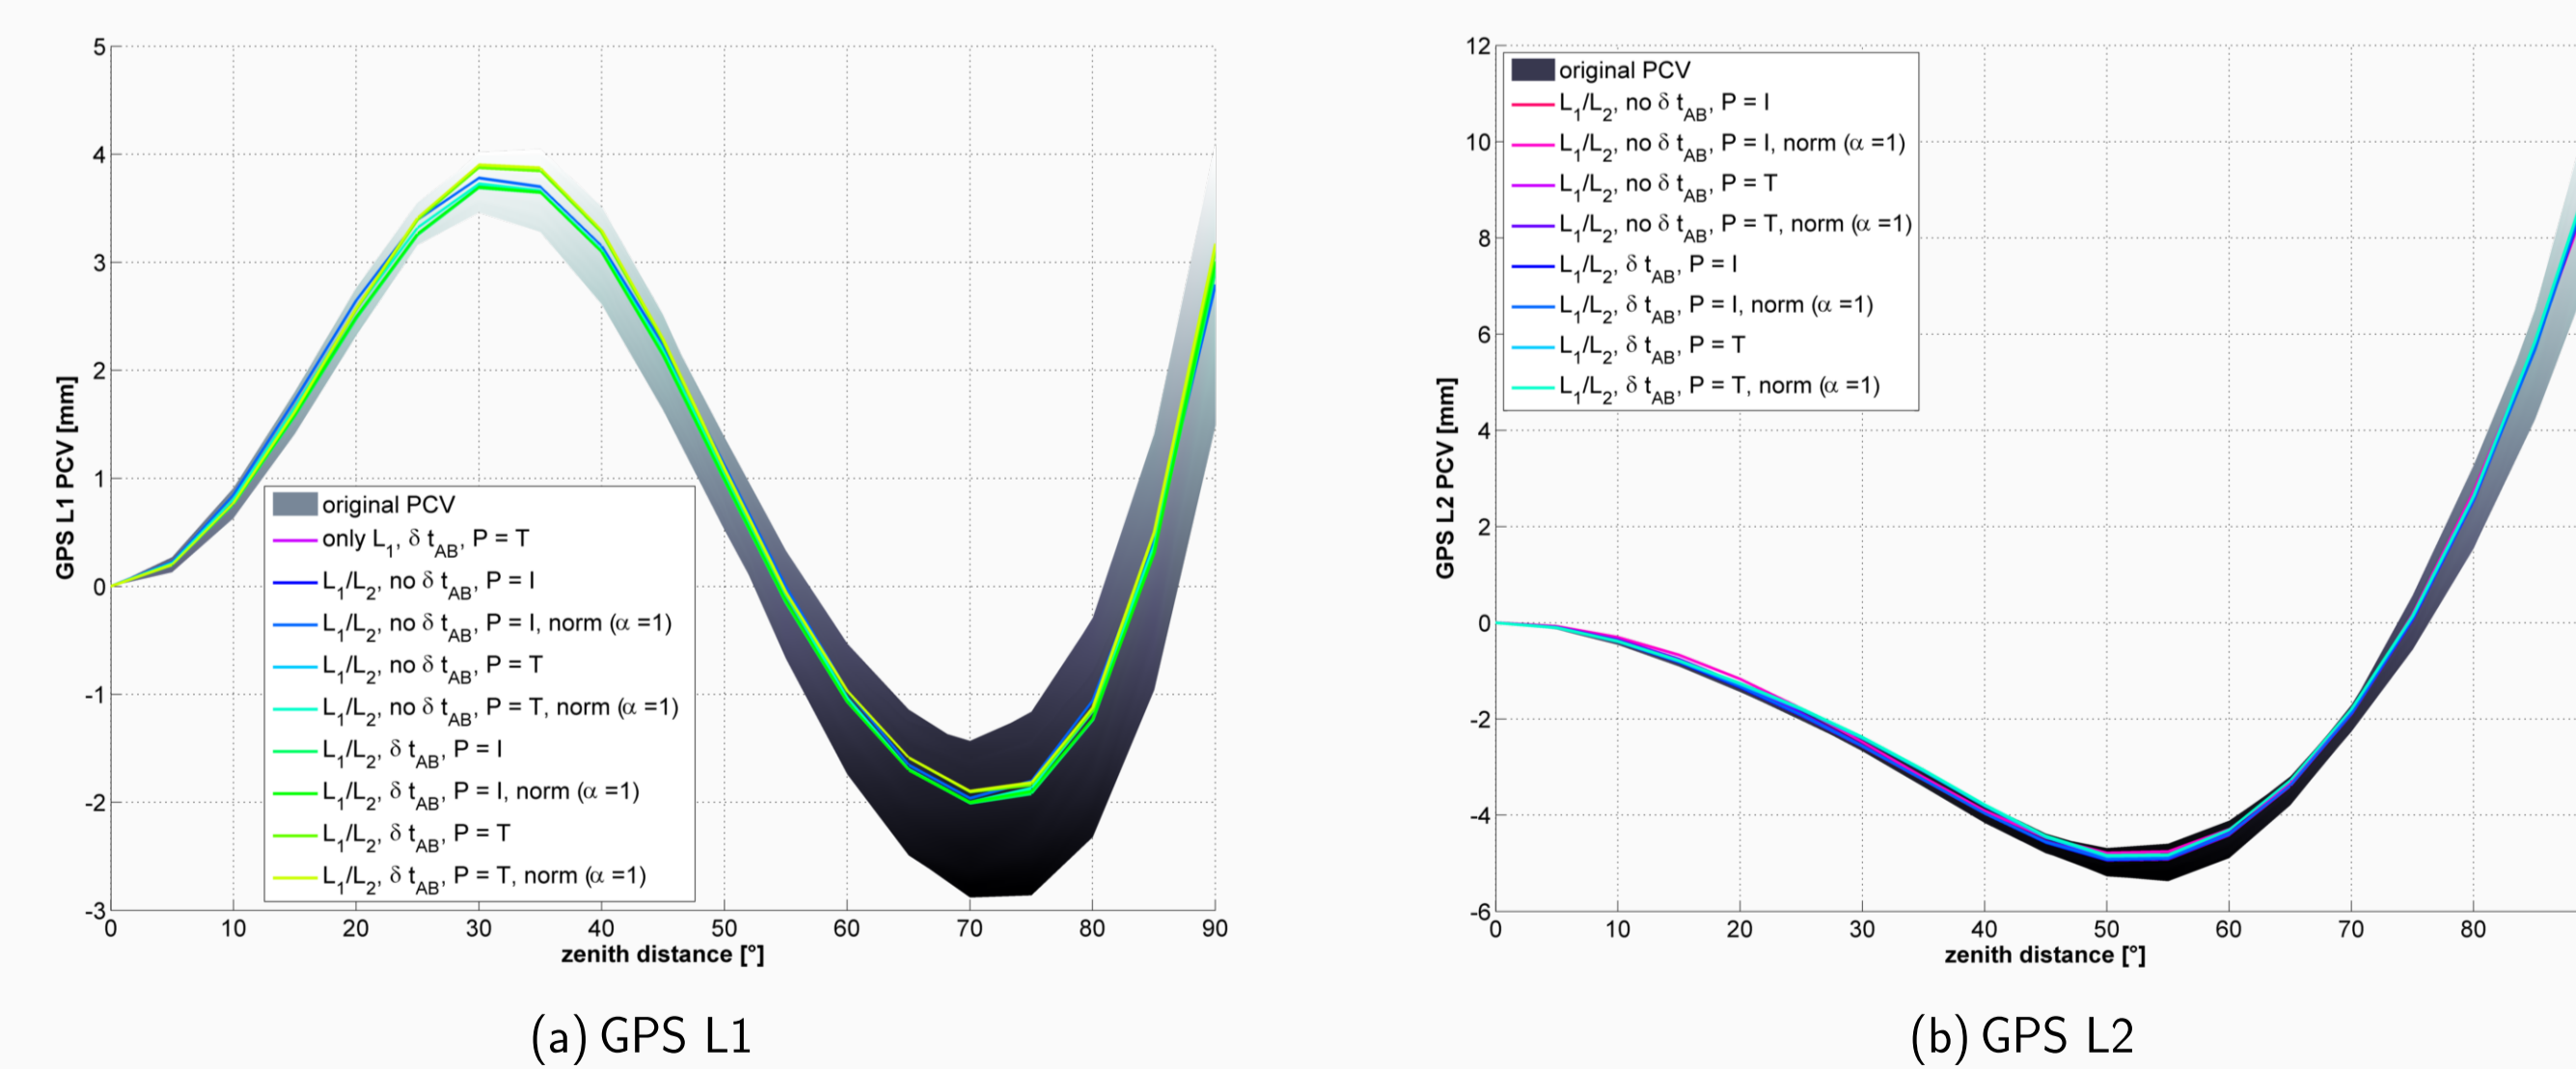 5
4
3
2
1
0
-1
-2
-3
GPS L1 PCV [mm]
original PCV
only L1, δ tAB, P = T
L1/L2, no δ tAB, P = I
L1/L2, no δ tAB, P = I, norm (α =1)
L1/L2, no δ tAB, P = T
L1/L2, no δ tAB, P = T, norm (α =1)
L1/L2, δ tAB, P = I
L1/L2, δ tAB, P = I, norm (α =1)
L1/L2, δ tAB, P = T
L1/L2, δ tAB, P = T, norm (α =1)
0 10 20 30 40 50 60 70 80 90
zenith distance [°]
(a) GPS L1
12
10
8
6
4
2
0
-2
-4
-6
GPS L2 PCV [mm]
original PCV
L1/L2, no δ tAB, P = I
L1/L2, no δ tAB, P = I, norm (α =1)
L1/L2, no δ tAB, P = T
L1/L2, no δ tAB, P = T, norm (α =1)
L1/L2, δ tAB, P = I
L1/L2, δ tAB, P = I, norm (α =1)
L1/L2, δ tAB, P = T
L1/L2, δ tAB, P = T, norm (α =1)
0 10 20 30 40 50 60 70 80
zenith distance [°]
(b) GPS L2